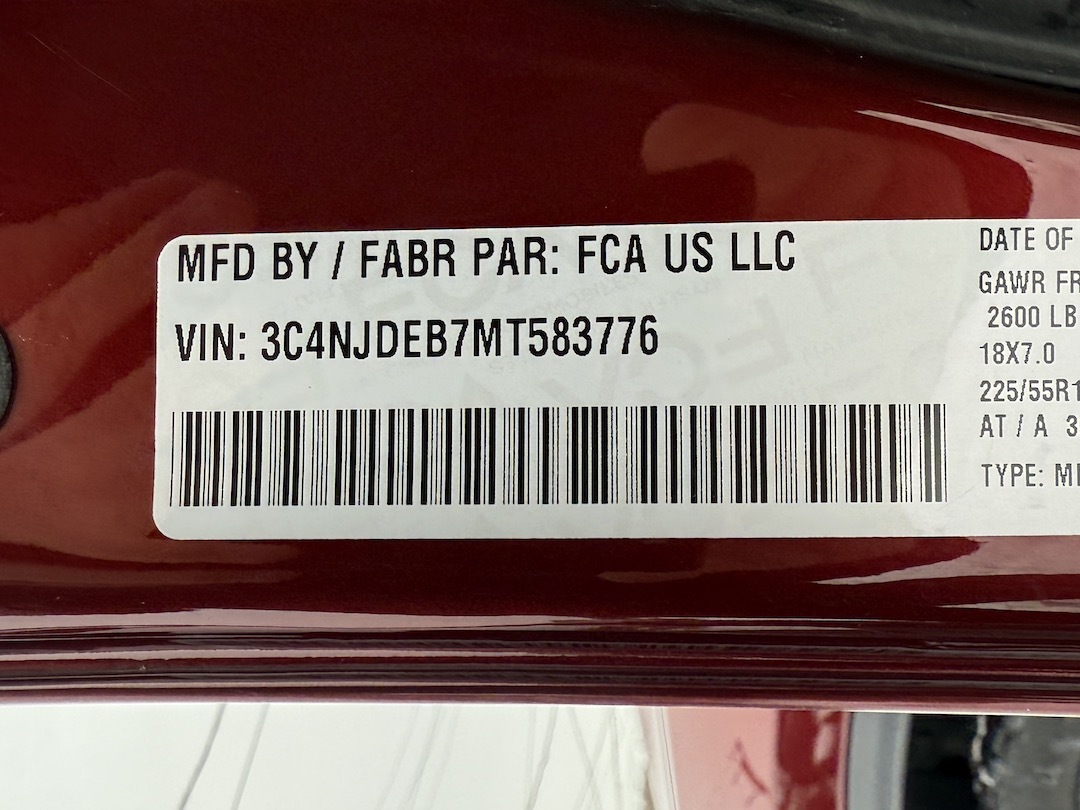 MFD BY / FABR PAR: FCA US LLC
VIN: 3C4NJDEB7MT583776
DATE OF
GAWR FR
2600 LB
18X7.0
225/55R1
AT / A 3
TYPE: M